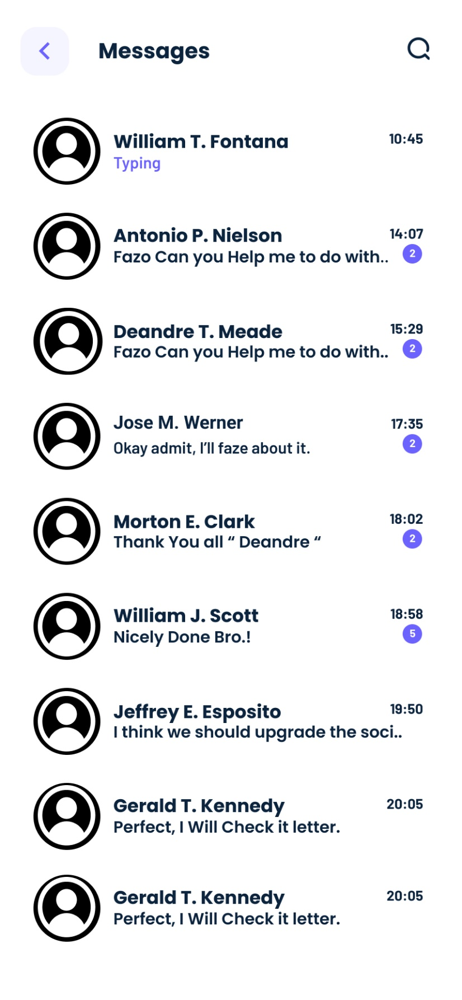 Messages
William T. Fontana
10:45
Typing
Antonio P. Nielson
14:07
Fazo Can you Help me to do with..
2
Deandre T. Meade
15:29
Fazo Can you Help me to do with..
2
Jose M. Werner
17:35
Okay admit, I'll faze about it.
2
Morton E. Clark
18:02
Thank You all “ Deandre “
2
William J. Scott
18:58
Nicely Done Bro.!
5
Jeffrey E. Esposito
19:50
I think we should upgrade the soci..
Gerald T. Kennedy
20:05
Perfect, I Will Check it letter.
Gerald T. Kennedy
20:05
Perfect, I Will Check it letter.